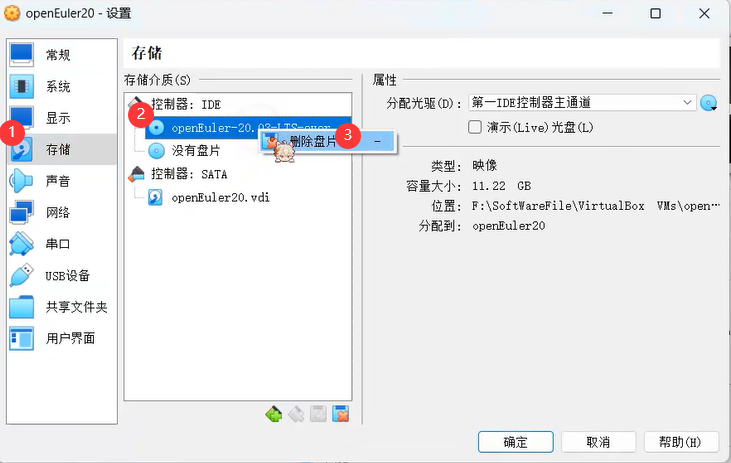 openEuler20 - 设置
常规
系统
显示
存储
声音
网络
串口
USB设备
共享文件夹
用户界面
1
存储
存储介质(S)
控制器: IDE
2
openEuler-20.03-LTS-ever
删除盘片
3
没有盘片
控制器: SATA
openEuler20.vdi
属性
分配光驱(D): 第一IDE控制器主通道
演示(Live)光盘(L)
类型: 映像
容量大小: 11.22 GB
位置: F:\SoftWareFile\VirtualBox VMs\open…
分配到: openEuler20
确定
取消
帮助(H)